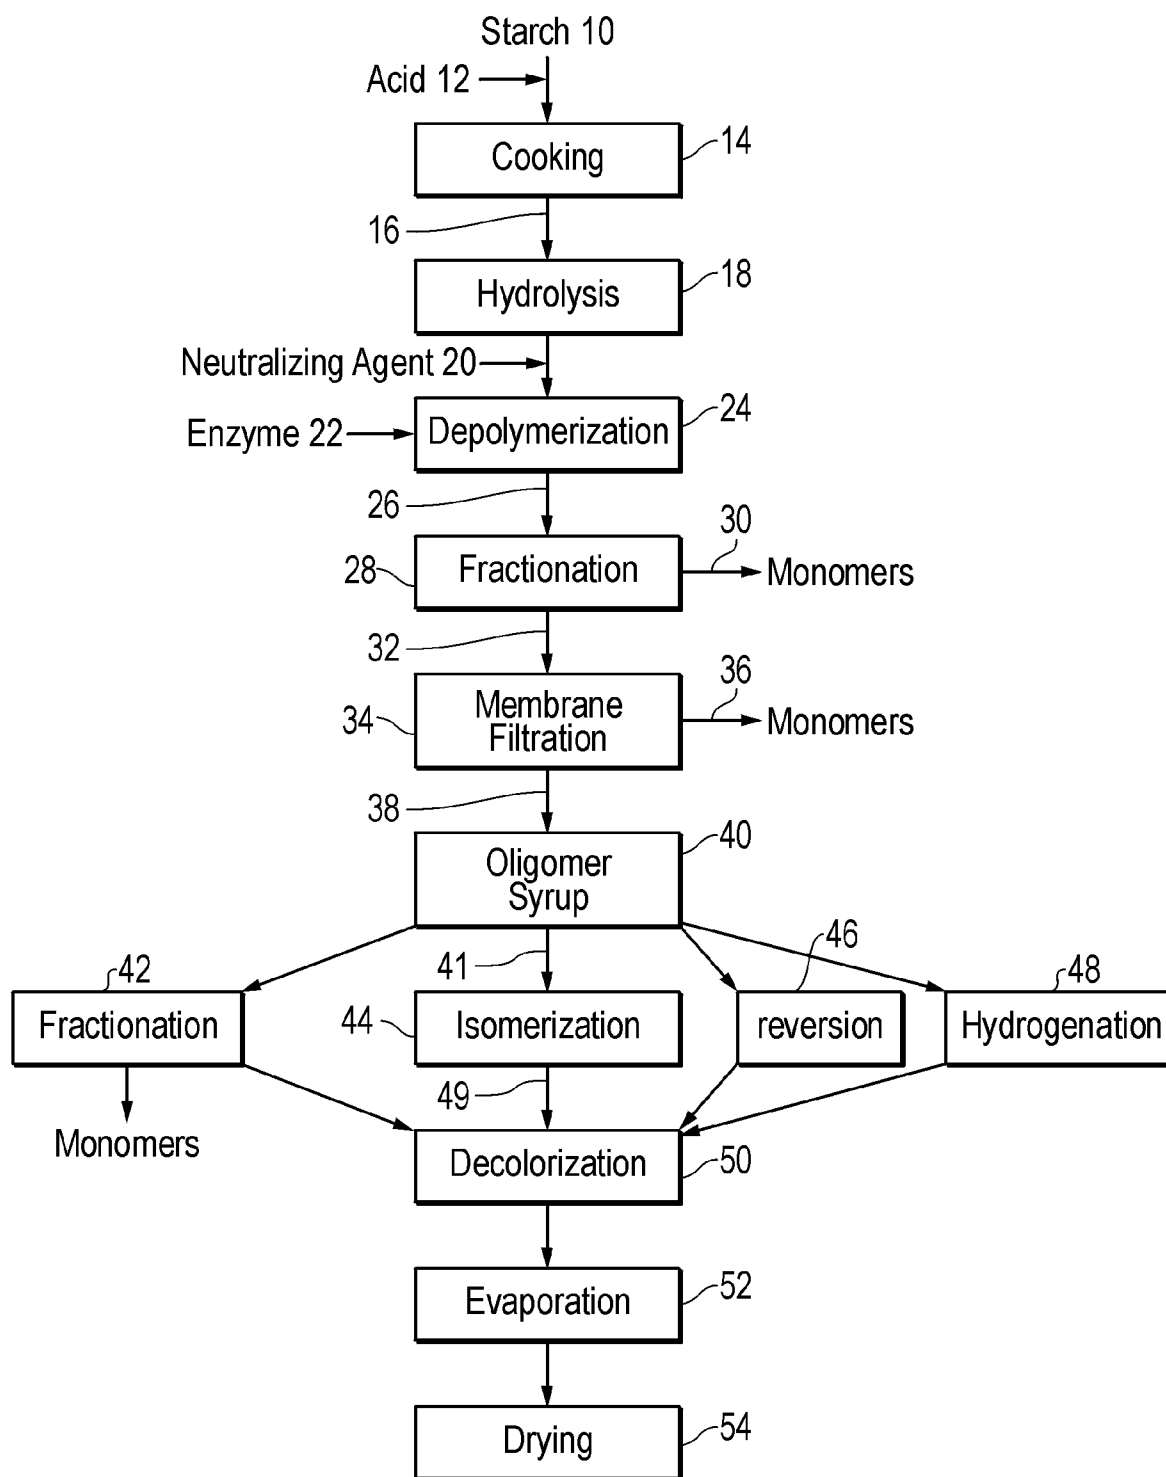 Starch 10
Acid 12
Cooking
14
16
Hydrolysis
18
Neutralizing Agent 20
Enzyme 22
Depolymerization
24
26
28
Fractionation
30
Monomers
32
34
Membrane
Filtration
36
Monomers
38
Oligomer
Syrup
40
41
42
Fractionation
44
Isomerization
46
reversion
48
Hydrogenation
49
Monomers
Decolorization
50
Evaporation
52
Drying
54